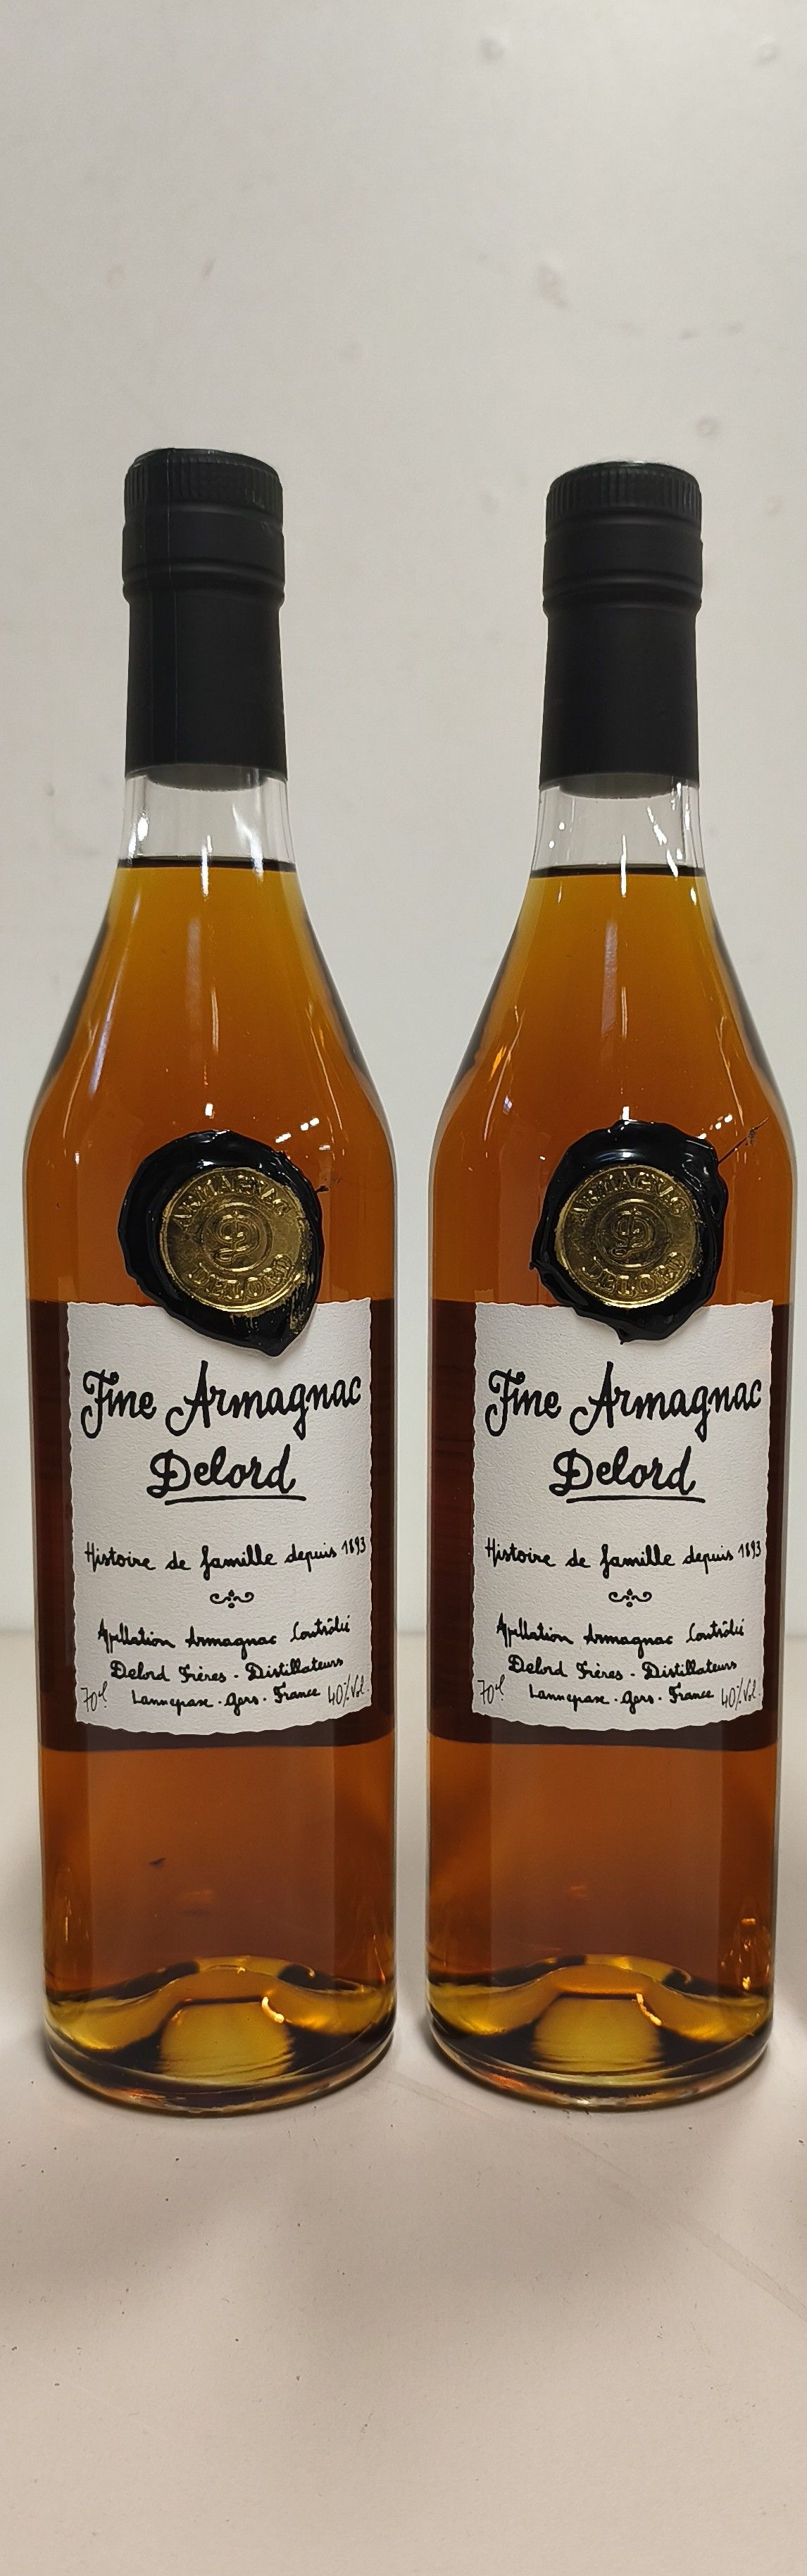 ARMAGNAC
D
DELORD
Fine Armagnac
Delord
Histoire de famille depuis 1893
Appellation Armagnac Contrôlée
Delord Frères - Distillateurs
70cl Lannepax - Gers - France 40% Vol.
ARMAGNAC
D
DELORD
Fine Armagnac
Delord
Histoire de famille depuis 1893
Appellation Armagnac Contrôlée
Delord Frères - Distillateurs
70cl Lannepax - Gers - France 40% Vol.